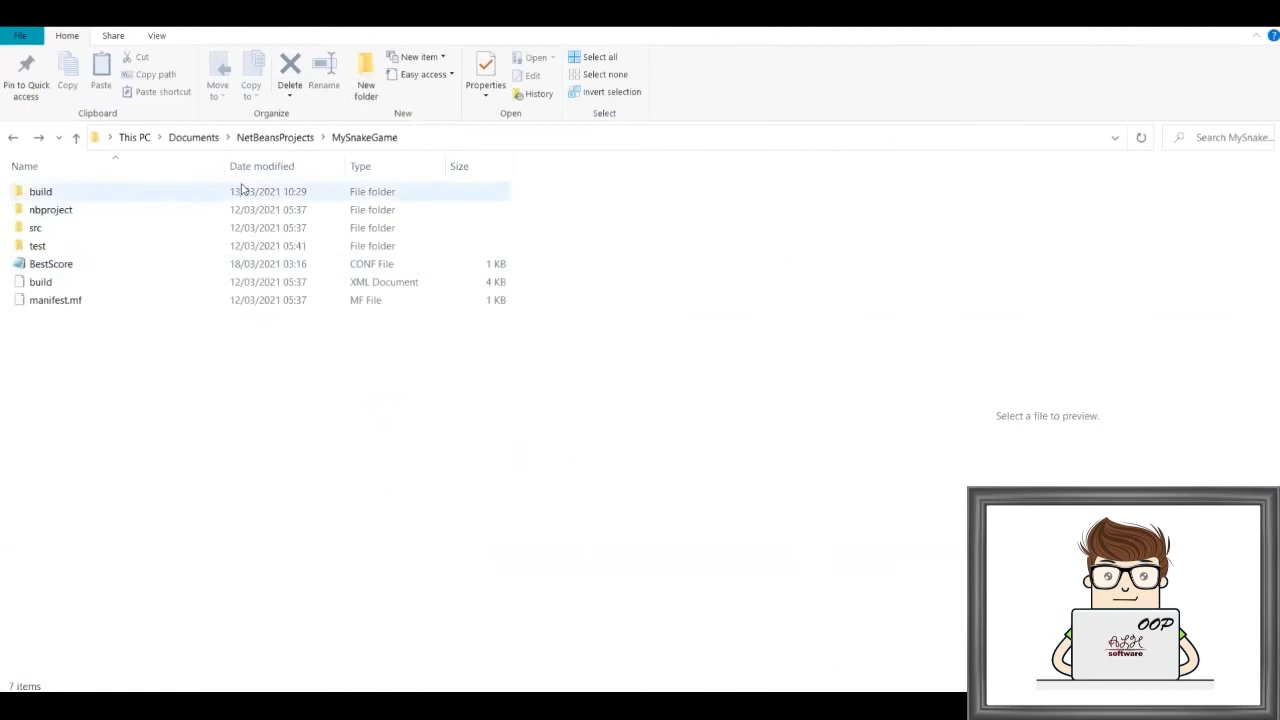 File Home Share View
Pin to Quick access
Copy
Paste
Cut
Copy path
Paste shortcut
Clipboard
Move to
Copy to
Delete
Rename
Organize
New folder
New item
Easy access
New
Properties
Open
Edit
History
Open
Select all
Select none
Invert selection
Select
This PC > Documents > NetBeansProjects > MySnakeGame
Search MySnake...
Name Date modified Type Size
build 13/03/2021 10:29 File folder
nbproject 12/03/2021 05:37 File folder
src 12/03/2021 05:37 File folder
test 12/03/2021 05:41 File folder
BestScore 18/03/2021 03:16 CONF File 1 KB
build 12/03/2021 05:37 XML Document 4 KB
manifest.mf 12/03/2021 05:37 MF File 1 KB
Select a file to preview.
OOP
software
7 items